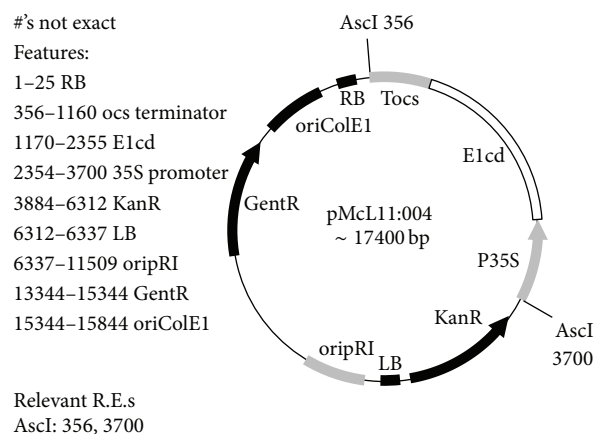 #'s not exact
Features:
1–25 RB
356–1160 ocs terminator
1170–2355 E1cd
2354–3700 35S promoter
3884–6312 KanR
6312–6337 LB
6337–11509 oripRI
13344–15344 GentR
15344–15844 oriColE1
Relevant R.E.s
AscI: 356, 3700
AscI 356
RB
Tocs
oriColE1
E1cd
GentR
pMcL11:004
~ 17400 bp
P35S
KanR
AscI
3700
oripRI
LB